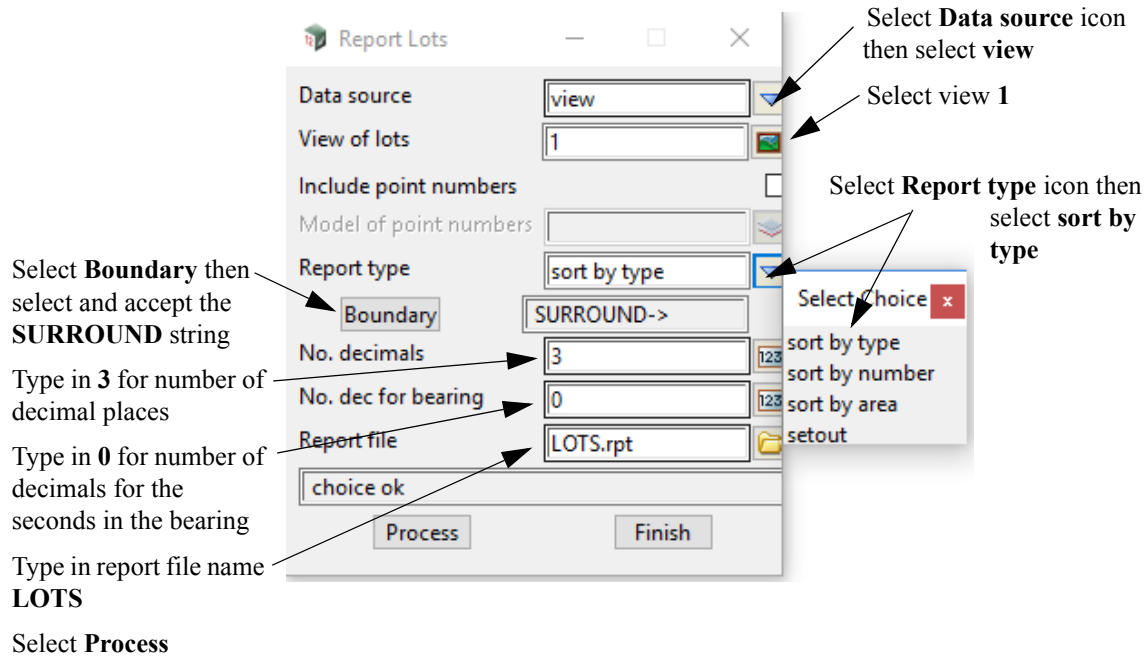 Select Data source icon
then select view
Select view 1
Select Report type icon then
select sort by
type
Report Lots
Data source
view
View of lots
1
Include point numbers
Model of point numbers
Report type
sort by type
Boundary
SURROUND->
No. decimals
3
123
No. dec for bearing
0
123
Report file
LOTS.rpt
choice ok
Process
Finish
Select Choice
x
sort by type
sort by number
sort by area
setout
Select Boundary then
select and accept the
SURROUND string
Type in 3 for number of
decimal places
Type in 0 for number of
decimals for the
seconds in the bearing
Type in report file name
LOTS
Select Process